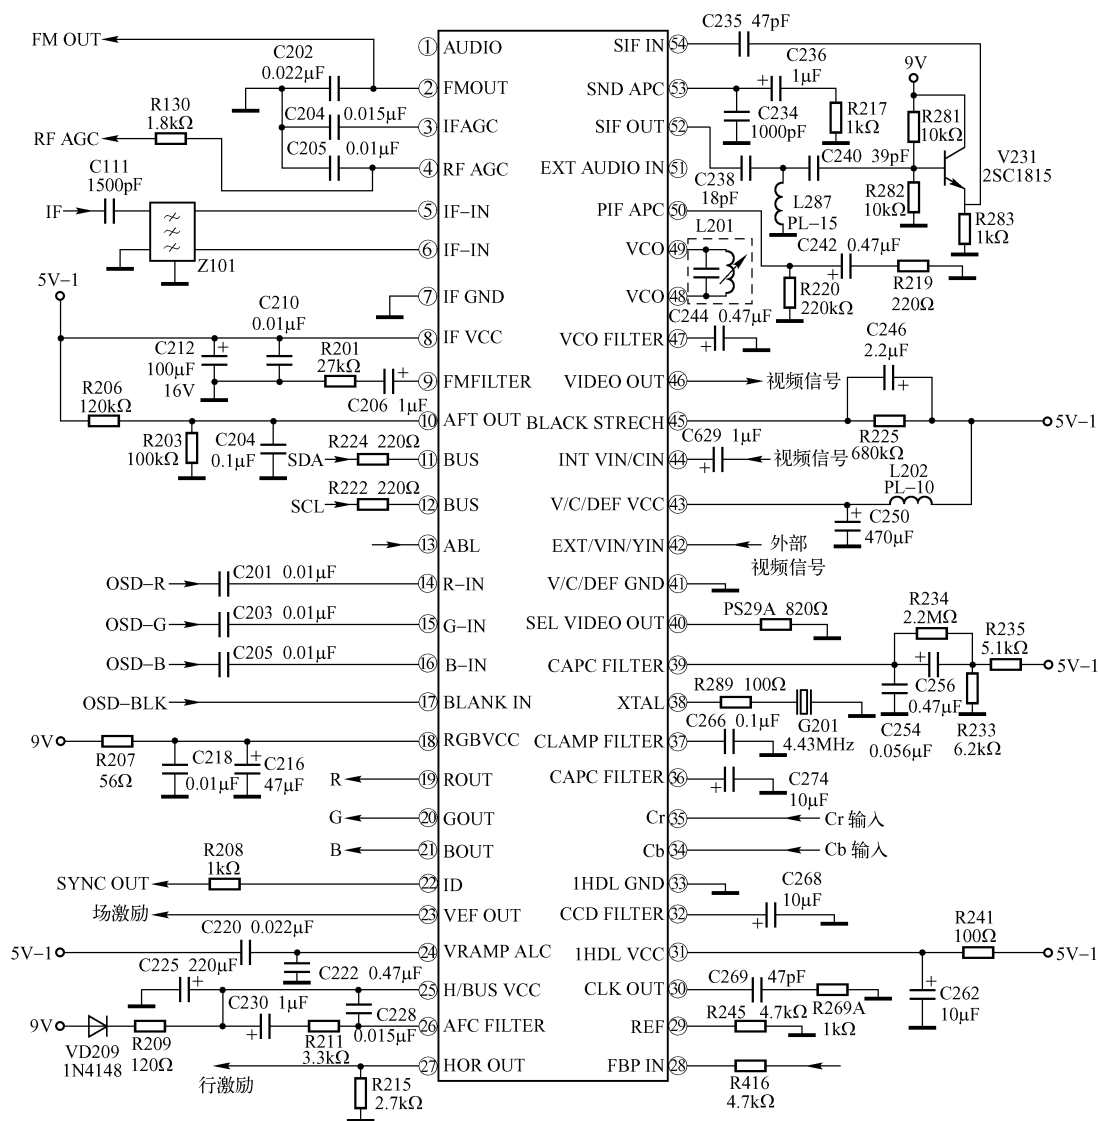 FM OUT
C202
0.022μF
C204 0.015μF
C205 0.01μF
R130
1.8kΩ
RF AGC
C111
1500pF
IF
Z101
5V-1
C210
0.01μF
C212
100μF
16V
R201
27kΩ
C206 1μF
R206
120kΩ
R203
100kΩ
C204
0.1μF
SDA
R224 220Ω
SCL
R222 220Ω
OSD-R
C201 0.01μF
OSD-G
C203 0.01μF
OSD-B
C205 0.01μF
OSD-BLK
9V
R207
56Ω
C218
0.01μF
C216
47μF
R
G
B
R208
1kΩ
SYNC OUT
场激励
C220 0.022μF
5V-1
C222 0.47μF
C225 220μF
C230 1μF
C228
0.015μF
9V
VD209
1N4148
R209
120Ω
R211
3.3kΩ
行激励
R215
2.7kΩ
① AUDIO
② FMOUT
③ IFAGC
④ RF AGC
⑤ IF-IN
⑥ IF-IN
⑦ IF GND
⑧ IF VCC
⑨ FMFILTER
⑩ AFT OUT
⑪ BUS
⑫ BUS
⑬ ABL
⑭ R-IN
⑮ G-IN
⑯ B-IN
⑰ BLANK IN
⑱ RGBVCC
⑲ ROUT
⑳ GOUT
㉑ BOUT
㉒ ID
㉓ VEF OUT
㉔ VRAMP ALC
㉕ H/BUS VCC
㉖ AFC FILTER
㉗ HOR OUT
SIF IN 54
SND APC 53
SIF OUT 52
EXT AUDIO IN 51
PIF APC ㊿
VCO ㊾
VCO ㊽
VCO FILTER ㊼
VIDEO OUT ㊻
BLACK STRECH ㊺
INT VIN/CIN ㊹
V/C/DEF VCC ㊸
EXT/VIN/YIN ㊷
V/C/DEF GND ㊶
SEL VIDEO OUT ㊵
CAPC FILTER ㊴
XTAL ㊳
CLAMP FILTER ㊲
CAPC FILTER ㊱
Cr ㉟
Cb ㉞
1HDL GND ㉝
CCD FILTER ㉜
1HDL VCC ㉛
CLK OUT ㉚
REF ㉙
FBP IN ㉘
C235 47pF
C236
1μF
C234
1000pF
R217
1kΩ
9V
R281
10kΩ
C240 39pF
V231
2SC1815
C238
18pF
L287
PL-15
R282
10kΩ
R283
1kΩ
L201
C242 0.47μF
R220
220kΩ
R219
220Ω
C244 0.47μF
C246
2.2μF
视频信号
5V-1
R225
680kΩ
C629 1μF
视频信号
L202
PL-10
C250
470μF
外部
视频信号
PS29A 820Ω
R234
2.2MΩ
R235
5.1kΩ
5V-1
C256
0.47μF
C254
0.056μF
R233
6.2kΩ
R289 100Ω
G201
4.43MHz
C266 0.1μF
C274
10μF
Cr 输入
Cb 输入
C268
10μF
R241
100Ω
5V-1
C262
10μF
C269 47pF
R269A
1kΩ
R245 4.7kΩ
R416
4.7kΩ